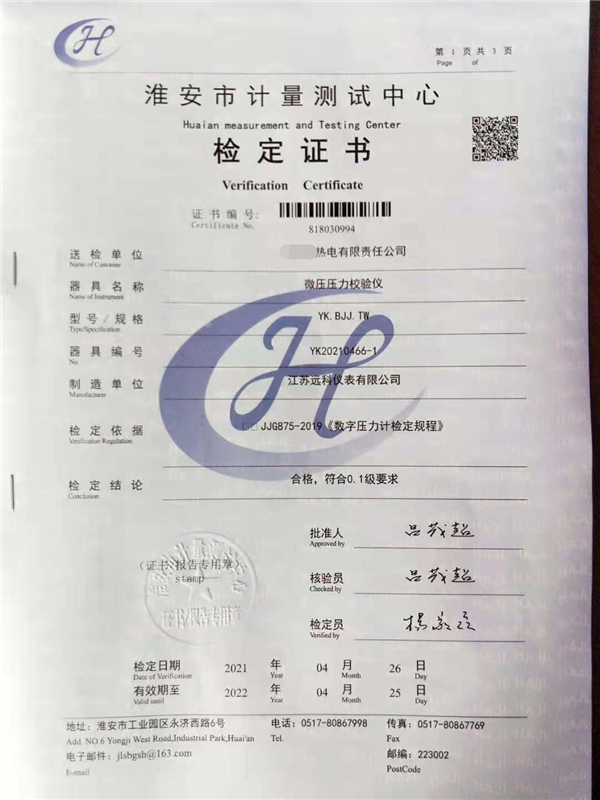 第 1 页 共 3 页
Page of
淮安市计量测试中心
Huaian measurement and Testing Center
检定证书
Verification Certificate
证书编号:
Certificate No.
818030994
送检单位 热电有限责任公司
Name of Customer
器具名称 微压压力校验仪
Name of Instrument
型号/规格 YK.BJJ.TW
Type/Specification
器具编号 YK20210466-1
No.
制造单位 江苏远科仪表有限公司
Manufacturer
检定依据 JJG875-2019《数字压力计检定规程》
Verification Regulation
检定结论 合格，符合0.1级要求
Conclusion
批准人 吕茂超
Approved by
(证书/报告专用章)
stamp
核验员 吕茂超
Checked by
检定员
Verified by
检定日期 2021 年 04 月 26 日
Date of Verification Year Month Day
有效期至 2022 年 04 月 25 日
Valid until Year Month Day
地址: 淮安市工业园区永济西路6号 电话: 0517-80867998 传真: 0517-80867769
Add. NO.6 Yongji West Road,Industrial Park,Huai'an Tel. Fax
电子邮件: jlsbgsh@163.com 邮编: 223002
E-mail PostCode